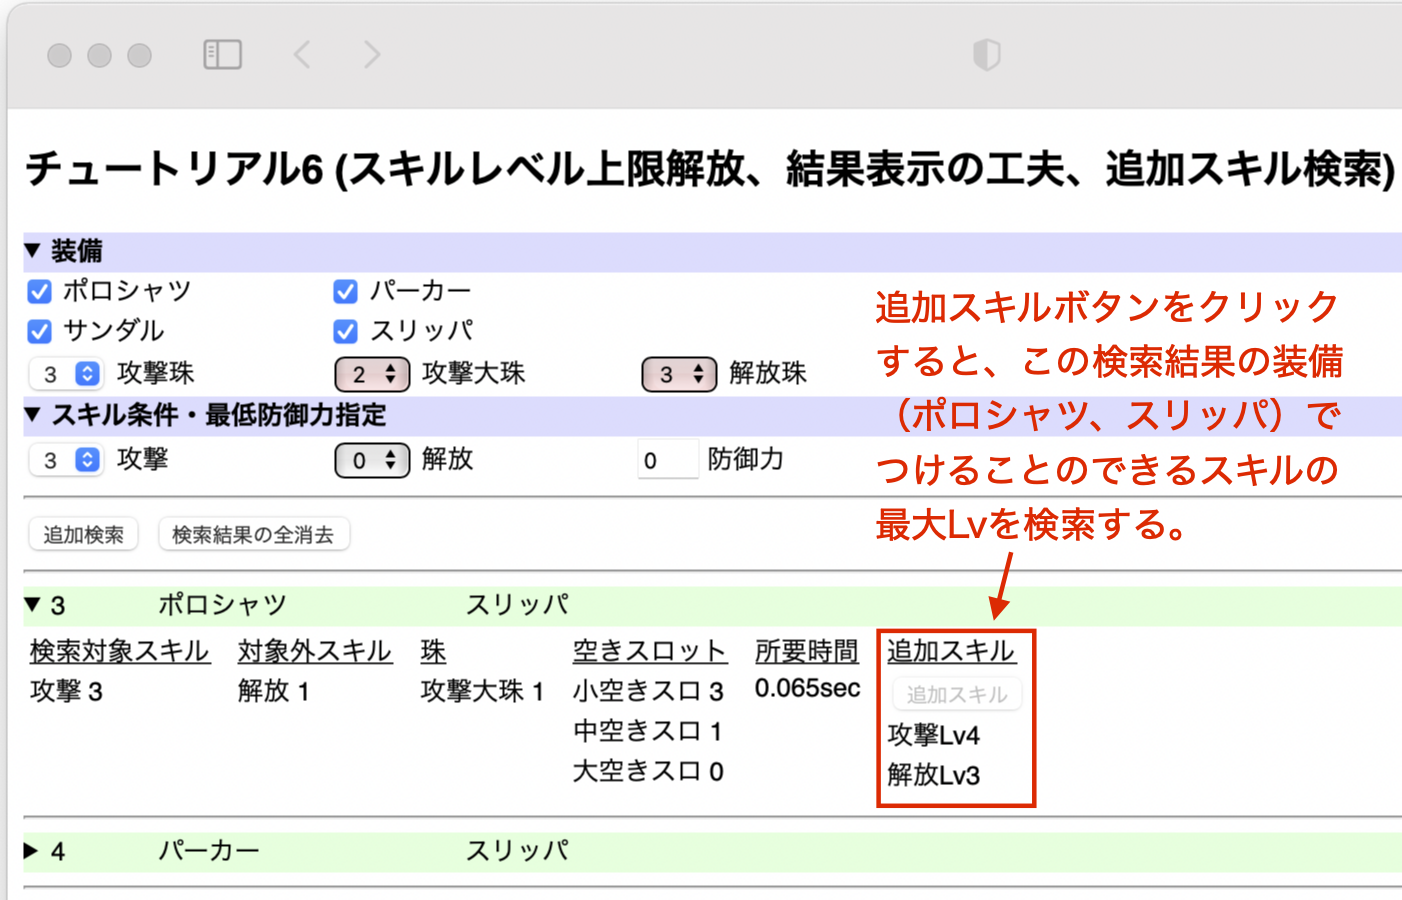 チュートリアル6 (スキルレベル上限解放、結果表示の工夫、追加スキル検索)
▼ 装備
ポロシャツ パーカー
サンダル スリッパ
3 攻撃珠 2 攻撃大珠 3 解放珠
▼ スキル条件・最低防御力指定
3 攻撃 0 解放 0 防御力
追加スキルボタンをクリック
すると、この検索結果の装備
（ポロシャツ、スリッパ）で
つけることのできるスキルの
最大Lvを検索する。
追加検索 検索結果の全消去
▼ 3 ポロシャツ スリッパ
検索対象スキル 対象外スキル 珠 空きスロット 所要時間 追加スキル
攻撃 3 解放 1 攻撃大珠 1 小空きスロ 3 0.065sec 追加スキル
中空きスロ 1 攻撃Lv4
大空きスロ 0 解放Lv3
▶ 4 パーカー スリッパ